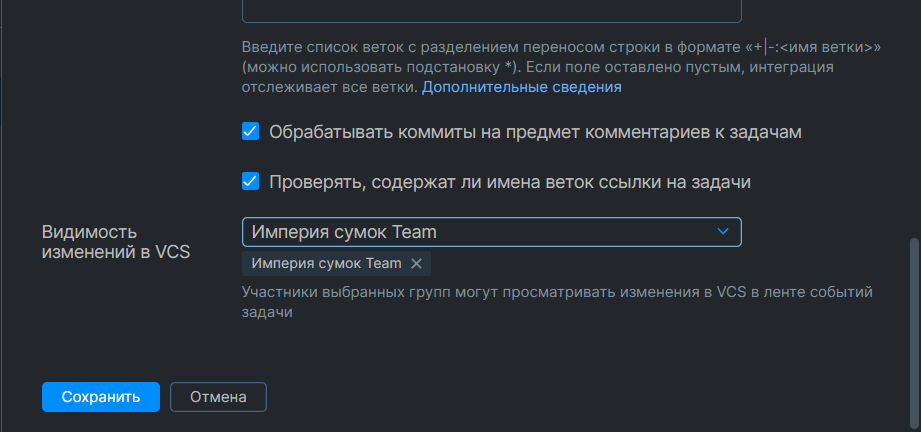 Введите список веток с разделением переносом строки в формате «+|-:<имя ветки>»
(можно использовать подстановку *). Если поле оставлено пустым, интеграция
отслеживает все ветки. Дополнительные сведения
Обрабатывать коммиты на предмет комментариев к задачам
Проверять, содержат ли имена веток ссылки на задачи
Видимость
изменений в VCS
Империя сумок Team
Империя сумок Team
Участники выбранных групп могут просматривать изменения в VCS в ленте событий
задачи
Сохранить
Отмена